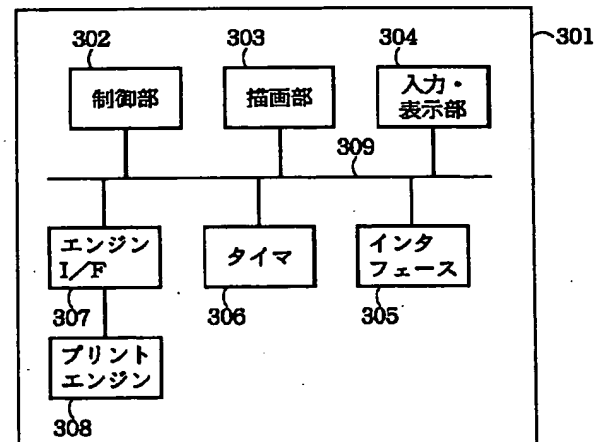 302
303
304
301
制御部
描画部
入力・
表示部
309
エンジン
I/F
タイマ
インタ
フェース
307
306
305
プリント
エンジン
308